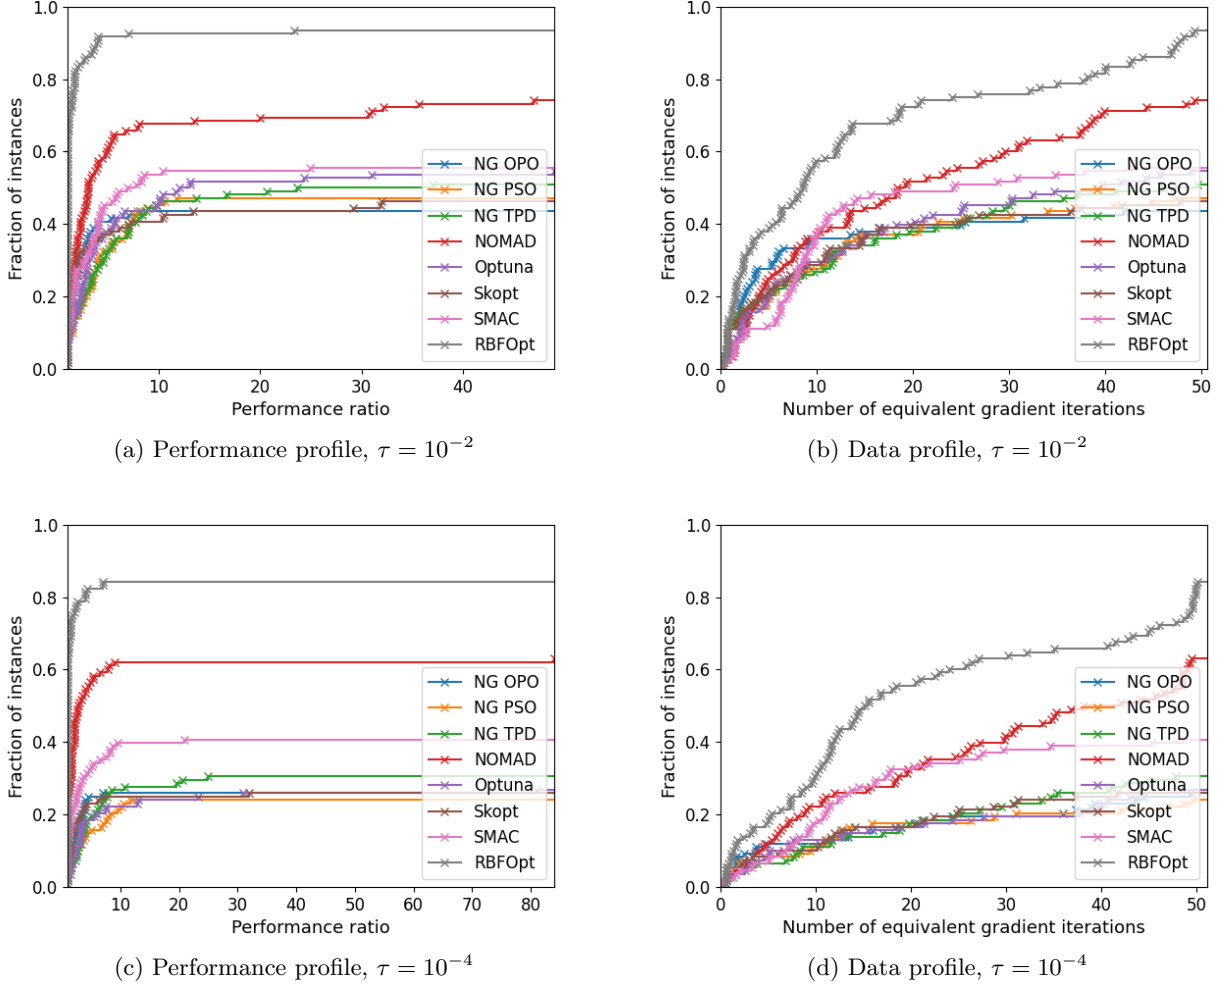 1.0
0.8
0.6
0.4
0.2
0.0
Fraction of instances
10 20 30 40
Performance ratio
NG OPO
NG PSO
NG TPD
NOMAD
Optuna
Skopt
SMAC
RBFOpt
(a) Performance profile, τ = 10⁻²
1.0
0.8
0.6
0.4
0.2
0.0
Fraction of instances
0 10 20 30 40 50
Number of equivalent gradient iterations
NG OPO
NG PSO
NG TPD
NOMAD
Optuna
Skopt
SMAC
RBFOpt
(b) Data profile, τ = 10⁻²
1.0
0.8
0.6
0.4
0.2
0.0
Fraction of instances
10 20 30 40 50 60 70 80
Performance ratio
NG OPO
NG PSO
NG TPD
NOMAD
Optuna
Skopt
SMAC
RBFOpt
(c) Performance profile, τ = 10⁻⁴
1.0
0.8
0.6
0.4
0.2
0.0
Fraction of instances
0 10 20 30 40 50
Number of equivalent gradient iterations
NG OPO
NG PSO
NG TPD
NOMAD
Optuna
Skopt
SMAC
RBFOpt
(d) Data profile, τ = 10⁻⁴